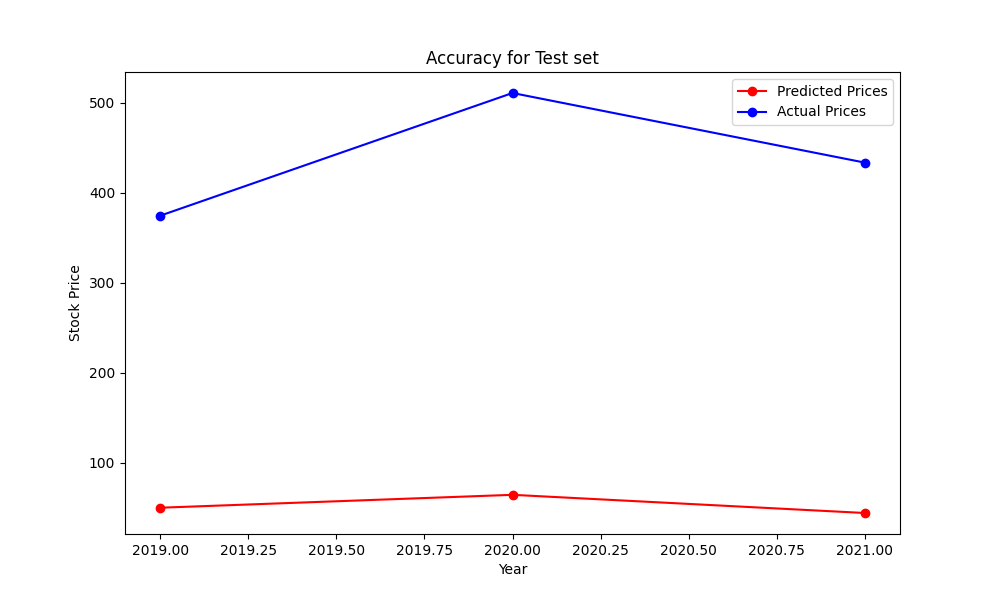 Accuracy for Test set
Predicted Prices
Actual Prices
500
400
300
200
100
Stock Price
2019.00 2019.25 2019.50 2019.75 2020.00 2020.25 2020.50 2020.75 2021.00
Year